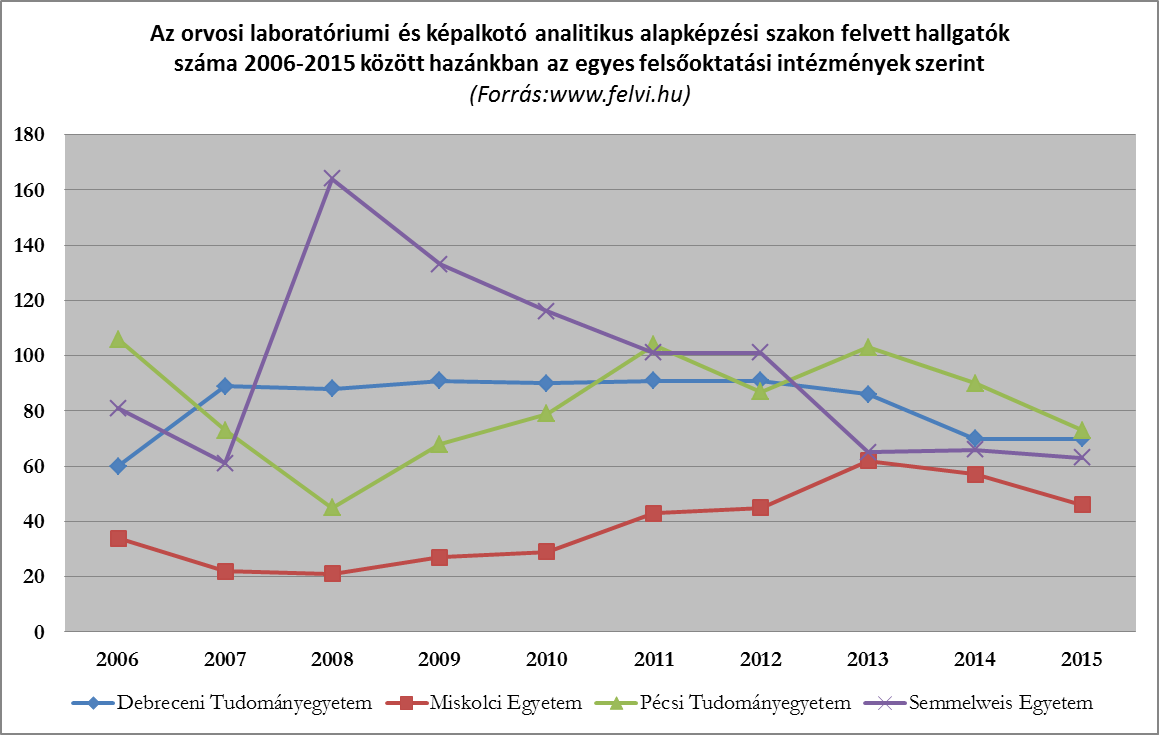 Az orvosi laboratóriumi és képalkotó analitikus alapképzési szakon felvett hallgatók
száma 2006-2015 között hazánkban az egyes felsőoktatási intézmények szerint
(Forrás:www.felvi.hu)
180
160
140
120
100
80
60
40
20
0
2006 2007 2008 2009 2010 2011 2012 2013 2014 2015
Debreceni Tudományegyetem Miskolci Egyetem Pécsi Tudományegyetem Semmelweis Egyetem